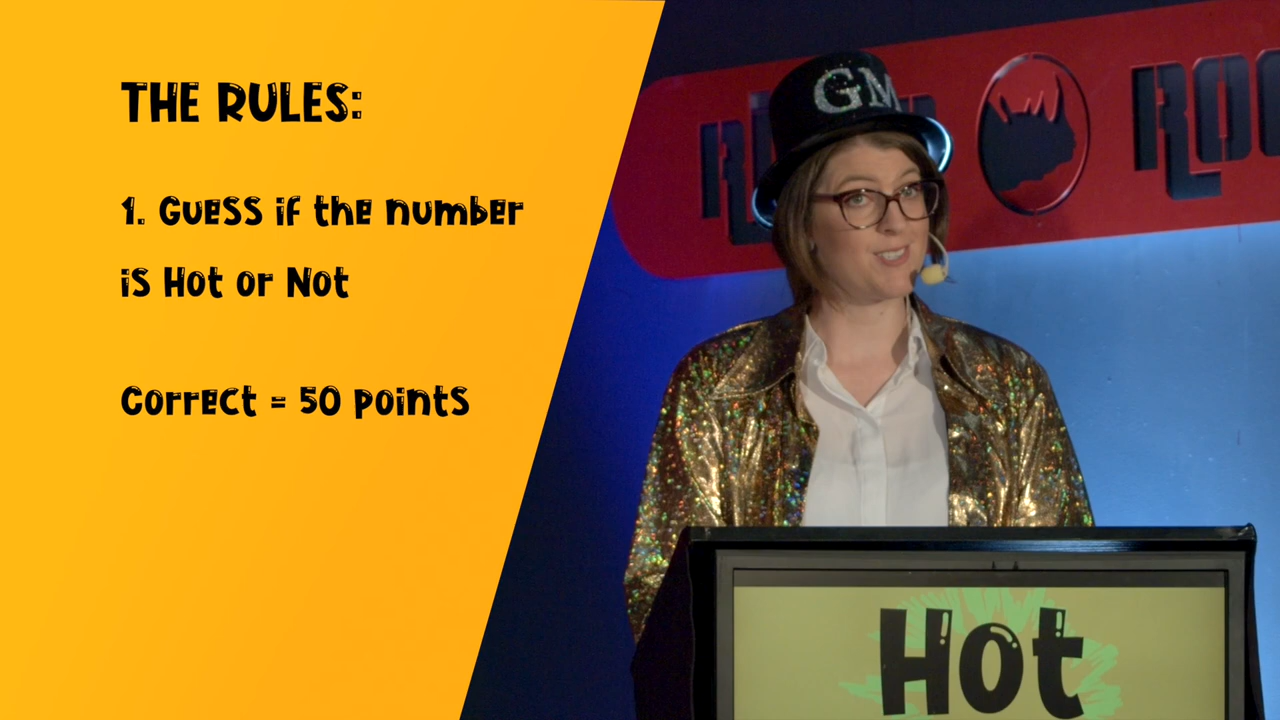 THE RULES:
1. Guess if the number
is Hot or Not
Correct = 50 points
GM
Hot